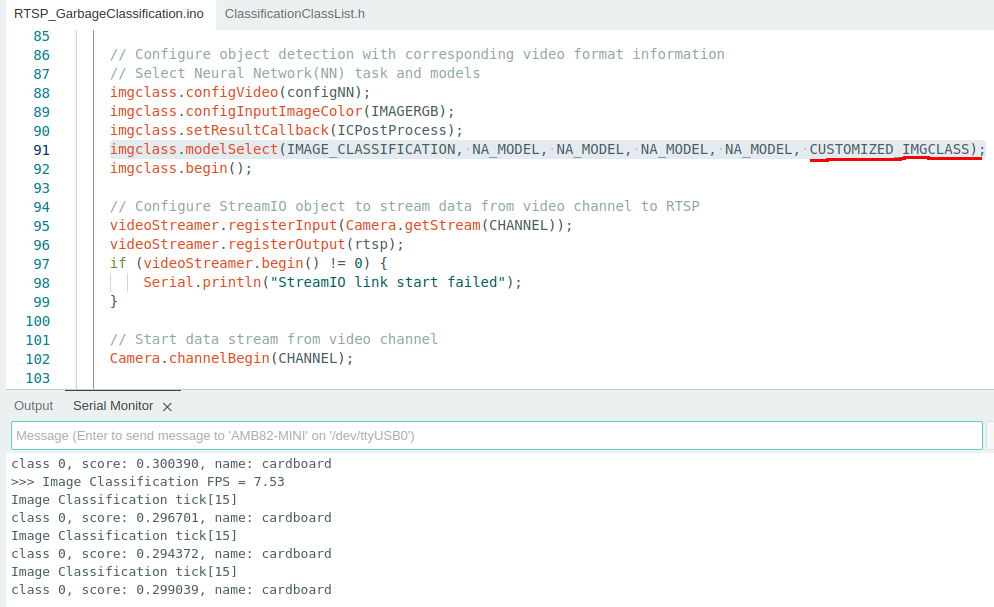 RTSP_GarbageClassification.ino ClassificationClassList.h
85
86 // Configure object detection with corresponding video format information
87 // Select Neural Network(NN) task and models
88 imgclass.configVideo(configNN);
89 imgclass.configInputImageColor(IMAGERGB);
90 imgclass.setResultCallback(ICPostProcess);
91 imgclass.modelSelect(IMAGE_CLASSIFICATION, NA_MODEL, NA_MODEL, NA_MODEL, NA_MODEL, CUSTOMIZED_IMGCLASS);
92 imgclass.begin();
93
94 // Configure StreamIO object to stream data from video channel to RTSP
95 videoStreamer.registerInput(Camera.getStream(CHANNEL));
96 videoStreamer.registerOutput(rtsp);
97 if (videoStreamer.begin() != 0) {
98 Serial.println("StreamIO link start failed");
99 }
100
101 // Start data stream from video channel
102 Camera.channelBegin(CHANNEL);
103
Output Serial Monitor
Message (Enter to send message to 'AMB82-MINI' on '/dev/ttyUSB0')
class 0, score: 0.300390, name: cardboard
>>> Image Classification FPS = 7.53
Image Classification tick[15]
class 0, score: 0.296701, name: cardboard
Image Classification tick[15]
class 0, score: 0.294372, name: cardboard
Image Classification tick[15]
class 0, score: 0.299039, name: cardboard